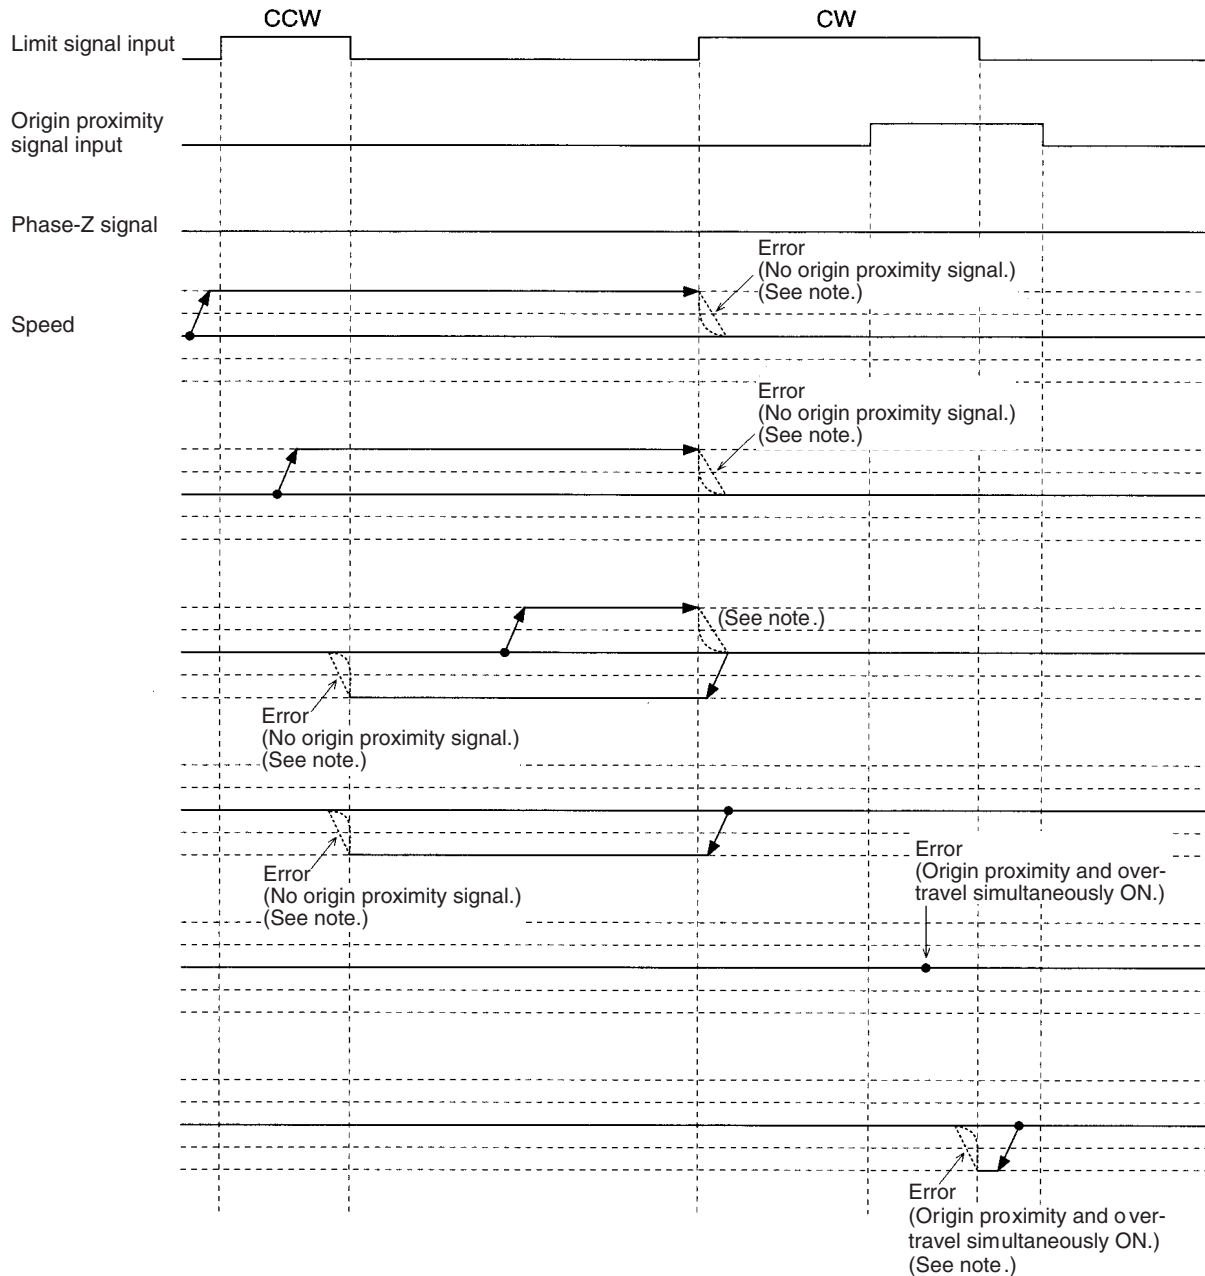 CCW
CW
Limit signal input
Origin proximity
signal input
Phase-Z signal
Error
(No origin proximity signal.)
(See note.)
Speed
Error
(No origin proximity signal.)
(See note.)
(See note.)
Error
(No origin proximity signal.)
(See note.)
Error
(Origin proximity and over-
travel simultaneously ON.)
Error
(No origin proximity signal.)
(See note.)
Error
(Origin proximity and over-
travel simultaneously ON.)
(See note.)